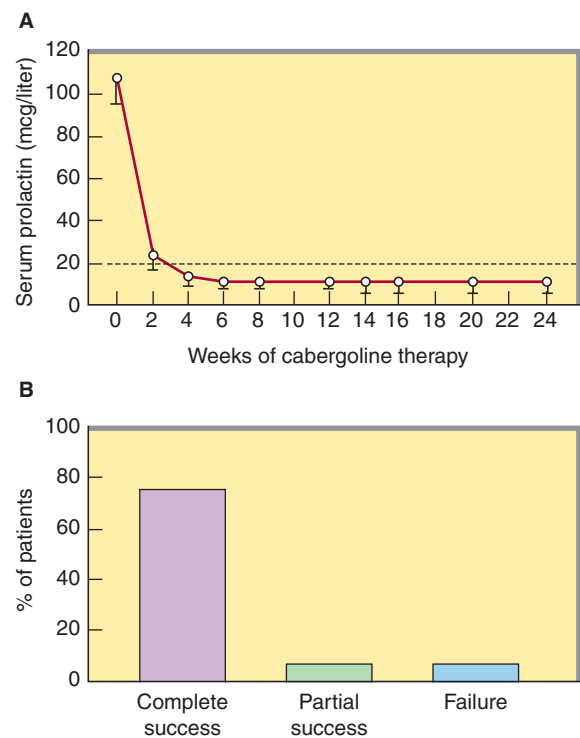 A
Serum prolactin (mcg/liter)
120
100
80
60
40
20
0
0 2 4 6 8 10 12 14 16 18 20 22 24
Weeks of cabergoline therapy
B
% of patients
100
80
60
40
20
0
Complete success
Partial success
Failure